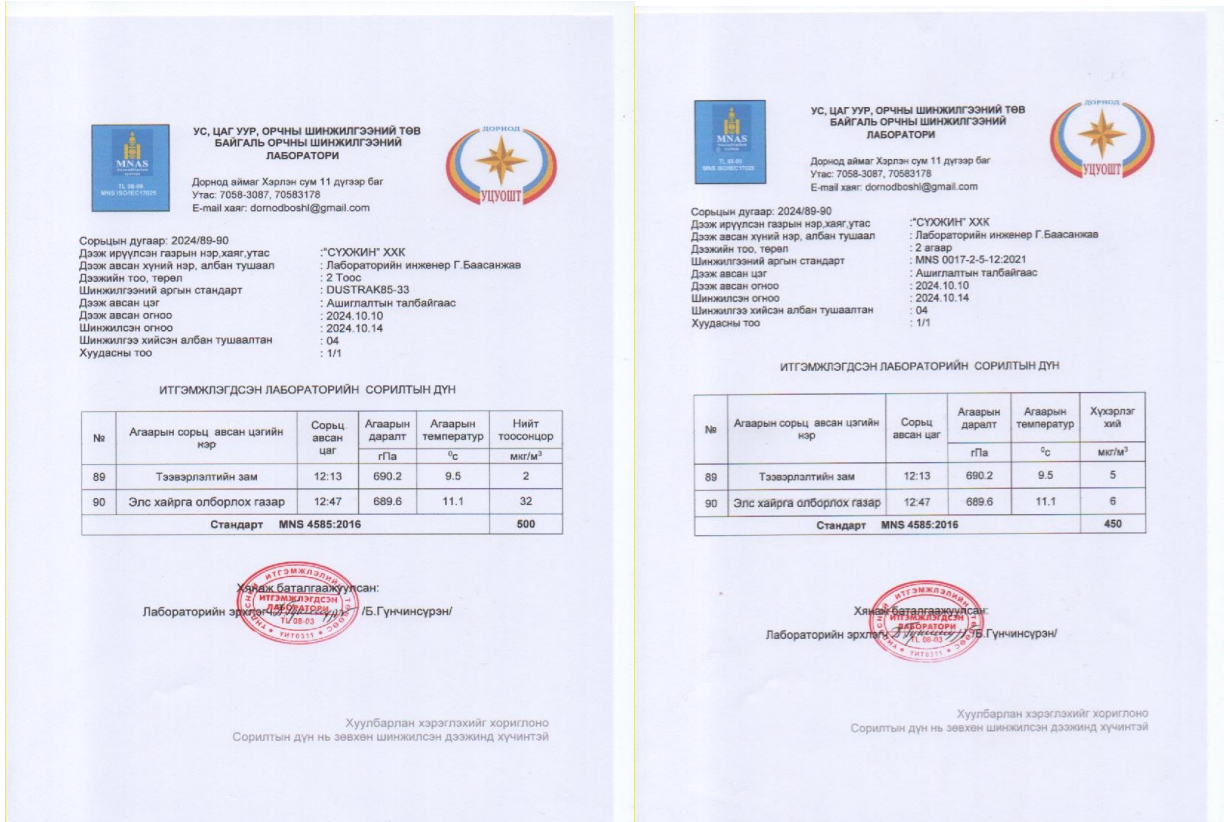 MNAS
Accreditation
system
TL 08-03
MNS ISO/IEC17025
УС, ЦАГ УУР, ОРЧНЫ ШИНЖИЛГЭЭНИЙ ТӨВ
БАЙГАЛЬ ОРЧНЫ ШИНЖИЛГЭЭНИЙ
ЛАБОРАТОРИ
Дорнод аймаг Хэрлэн сум 11 дүгээр баг
Утас: 7058-3087, 70583178
E-mail хаяг: dornodboshl@gmail.com
ДОРНОД
УЦУОШТ
Сорьцын дугаар: 2024/89-90
Дээж ирүүлсэн газрын нэр,хаяг,утас :"СҮХЖИН" ХХК
Дээж авсан хүний нэр, албан тушаал : Лабораторийн инженер Г.Баасанжав
Дээжийн тоо, төрөл : 2 Тоос
Шинжилгээний аргын стандарт : DUSTRAK85-33
Дээж авсан цэг : Ашиглалтын талбайгаас
Дээж авсан огноо : 2024.10.10
Шинжилсэн огноо : 2024.10.14
Шинжилгээ хийсэн албан тушаалтан : 04
Хуудасны тоо : 1/1
ИТГЭМЖЛЭГДСЭН ЛАБОРАТОРИЙН СОРИЛТЫН ДҮН
№ Агаарын сорьц авсан цэгийн нэр Сорьц авсан цаг Агаарын даралт Агаарын температур Нийт тоосонцор
гПа ⁰с мкг/м³
89 Тээвэрлэлтийн зам 12:13 690.2 9.5 2
90 Элс хайрга олборлох газар 12:47 689.6 11.1 32
Стандарт MNS 4585:2016 500
Хянаж баталгаажуулсан:
Лабораторийн эрхлэгч /Б.Гүнчинсүрэн/
ИТГЭМЖЛЭГДСЭН
ЛАБОРАТОРИ
TL 08-03
Хуулбарлан хэрэглэхийг хориглоно
Сорилтын дүн нь зөвхөн шинжилсэн дээжинд хүчинтэй
MNAS
Accreditation
system
TL 08-03
MNS ISO/IEC17025
УС, ЦАГ УУР, ОРЧНЫ ШИНЖИЛГЭЭНИЙ ТӨВ
БАЙГАЛЬ ОРЧНЫ ШИНЖИЛГЭЭНИЙ
ЛАБОРАТОРИ
Дорнод аймаг Хэрлэн сум 11 дүгээр баг
Утас: 7058-3087, 70583178
E-mail хаяг: dornodboshl@gmail.com
ДОРНОД
УЦУОШТ
Сорьцын дугаар: 2024/89-90
Дээж ирүүлсэн газрын нэр,хаяг,утас :"СҮХЖИН" ХХК
Дээж авсан хүний нэр, албан тушаал : Лабораторийн инженер Г.Баасанжав
Дээжийн тоо, төрөл : 2 агаар
Шинжилгээний аргын стандарт : MNS 0017-2-5-12:2021
Дээж авсан цэг : Ашиглалтын талбайгаас
Дээж авсан огноо : 2024.10.10
Шинжилсэн огноо : 2024.10.14
Шинжилгээ хийсэн албан тушаалтан : 04
Хуудасны тоо : 1/1
ИТГЭМЖЛЭГДСЭН ЛАБОРАТОРИЙН СОРИЛТЫН ДҮН
№ Агаарын сорьц авсан цэгийн нэр Сорьц авсан цаг Агаарын даралт Агаарын температур Хүхэрлэг хий
гПа ⁰с мкг/м³
89 Тээвэрлэлтийн зам 12:13 690.2 9.5 5
90 Элс хайрга олборлох газар 12:47 689.6 11.1 6
Стандарт MNS 4585:2016 450
Хянаж баталгаажуулсан:
Лабораторийн эрхлэгч /Б.Гүнчинсүрэн/
ИТГЭМЖЛЭГДСЭН
ЛАБОРАТОРИ
TL 08-03
Хуулбарлан хэрэглэхийг хориглоно
Сорилтын дүн нь зөвхөн шинжилсэн дээжинд хүчинтэй